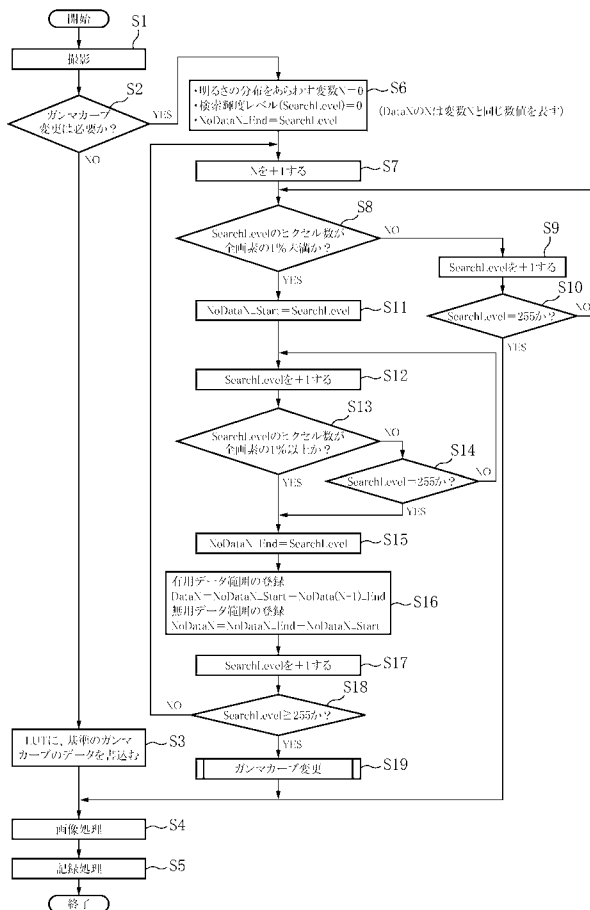 開始
S1
撮影
S2
ガンマカーブ
変更は必要か?
YES
NO
S6
・明るさの分布をあらわす変数N=0
・検索輝度レベル(SearchLevel)=0
・NoDataN_End=SearchLevel
(DataXのXは変数Nと同じ数値を表す)
S7
Nを+1する
S8
SearchLevelのピクセル数が
全画素の1%未満か?
NO
YES
S9
SearchLevelを+1する
S10
SearchLevel=255か?
NO
YES
S11
NoDataN_Start=SearchLevel
S12
SearchLevelを+1する
S13
SearchLevelのピクセル数が
全画素の1%以上か?
NO
YES
S14
SearchLevel=255か?
NO
YES
S15
NoDataN_End=SearchLevel
S16
有用データ範囲の登録
DataN=NoDataN_Start−NoData(N-1)_End
無用データ範囲の登録
NoDataN=NoDataN_End−NoDataN_Start
S17
SearchLevelを+1する
S18
SearchLevel≧255か?
NO
YES
S3
LUTに、基準のガンマ
カーブのデータを書込む
S19
ガンマカーブ変更
S4
画像処理
S5
記録処理
終了